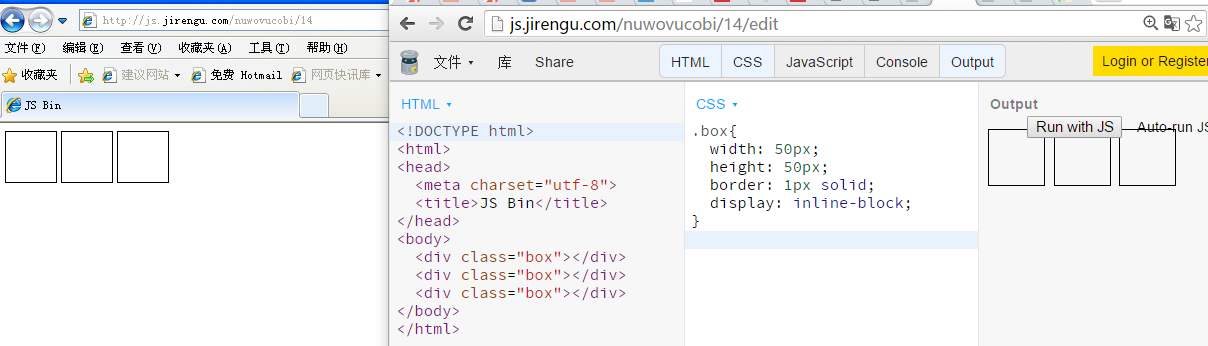 http://js.jirengu.com/nuwovucobi/14
文件(F) 编辑(E) 查看(V) 收藏夹(A) 工具(T) 帮助(H)
收藏夹 建议网站 免费 Hotmail 网页快讯库
JS Bin
js.jirengu.com/nuwovucobi/14/edit
文件 库 Share HTML CSS JavaScript Console Output Login or Register
HTML
<!DOCTYPE html>
<html>
<head>
<meta charset="utf-8">
<title>JS Bin</title>
</head>
<body>
<div class="box"></div>
<div class="box"></div>
<div class="box"></div>
</body>
</html>
CSS
.box{
width: 50px;
height: 50px;
border: 1px solid;
display: inline-block;
}
Output
Run with JS Auto-run JS